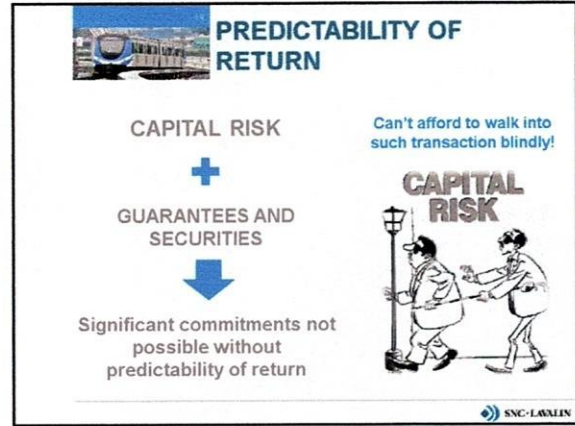 PREDICTABILITY OF
RETURN
CAPITAL RISK
+
GUARANTEES AND
SECURITIES
Significant commitments not
possible without
predictability of return
Can't afford to walk into
such transaction blindly!
CAPITAL
RISK
SNC·LAVALIN